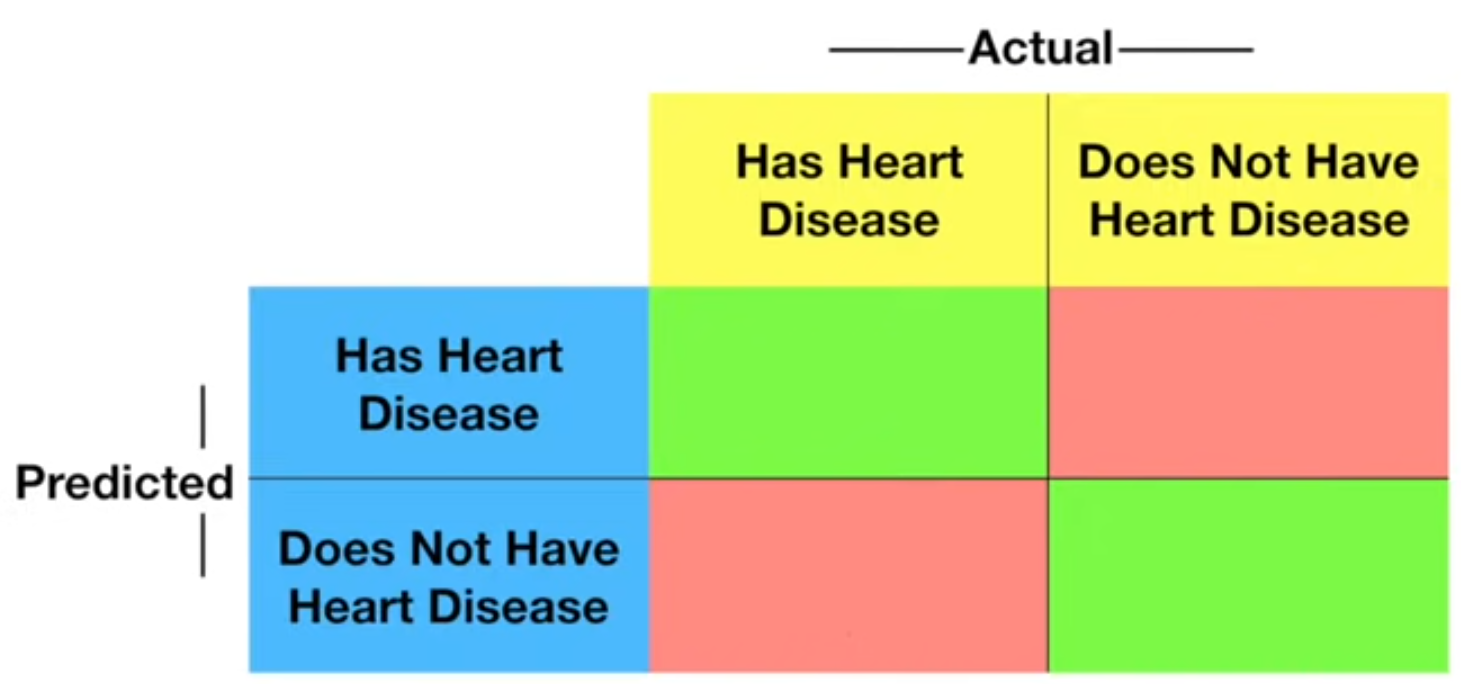 Actual
Has Heart
Disease
Does Not Have
Heart Disease
Has Heart
Disease
Predicted
Does Not Have
Heart Disease